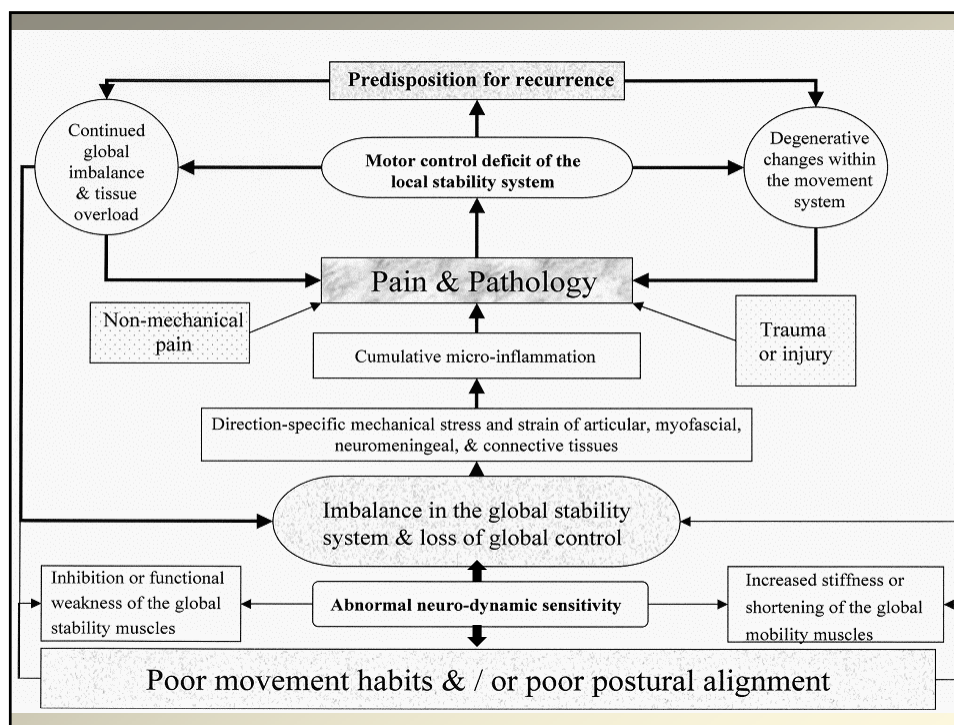 Predisposition for recurrence
Continued
global
imbalance
& tissue
overload
Motor control deficit of the
local stability system
Degenerative
changes within
the movement
system
Pain & Pathology
Non-mechanical
pain
Trauma
or injury
Cumulative micro-inflammation
Direction-specific mechanical stress and strain of articular, myofascial,
neuromeningeal, & connective tissues
Imbalance in the global stability
system & loss of global control
Inhibition or functional
weakness of the global
stability muscles
Abnormal neuro-dynamic sensitivity
Increased stiffness or
shortening of the global
mobility muscles
Poor movement habits & / or poor postural alignment